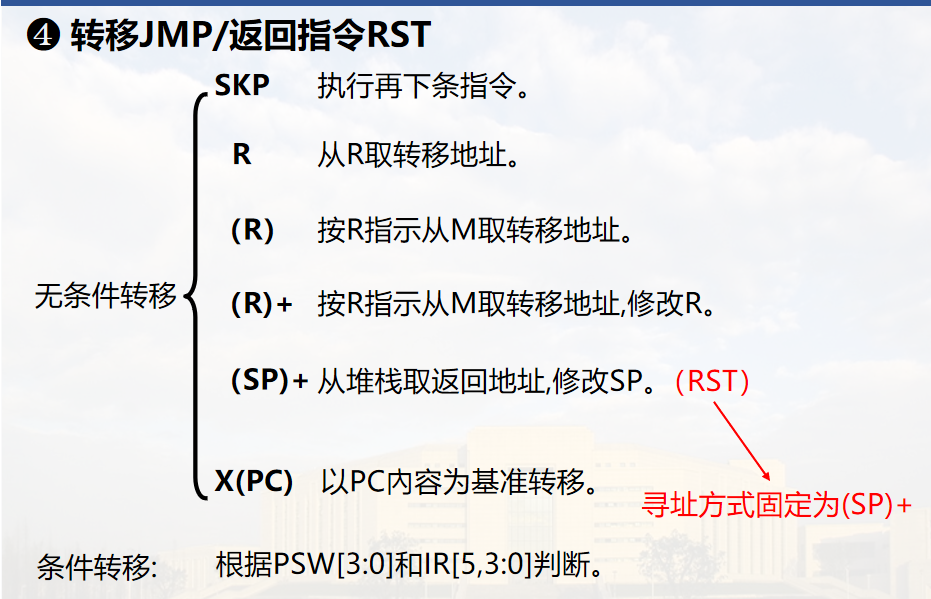 ❹ 转移JMP/返回指令RST
SKP 执行再下条指令。
R 从R取转移地址。
(R) 按R指示从M取转移地址。
无条件转移
(R)+ 按R指示从M取转移地址,修改R。
(SP)+ 从堆栈取返回地址,修改SP。（RST）
X(PC) 以PC内容为基准转移。
寻址方式固定为(SP)+
条件转移: 根据PSW[3:0]和IR[5,3:0]判断。